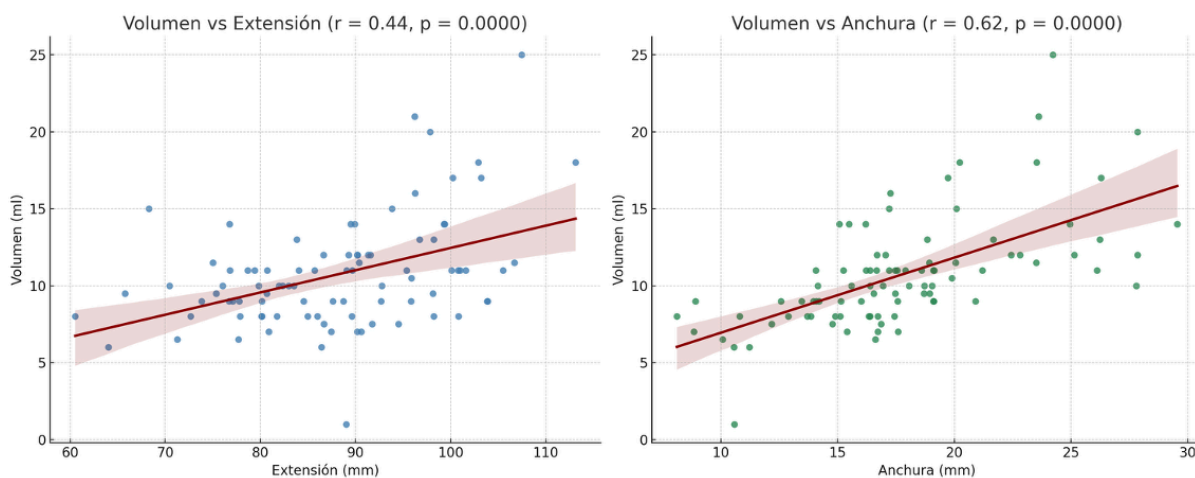 Volumen vs Extensión (r = 0.44, p = 0.0000)
25
20
15
10
5
0
Volumen (ml)
60 70 80 90 100 110
Extensión (mm)
Volumen vs Anchura (r = 0.62, p = 0.0000)
25
20
15
10
5
0
Volumen (ml)
10 15 20 25 30
Anchura (mm)